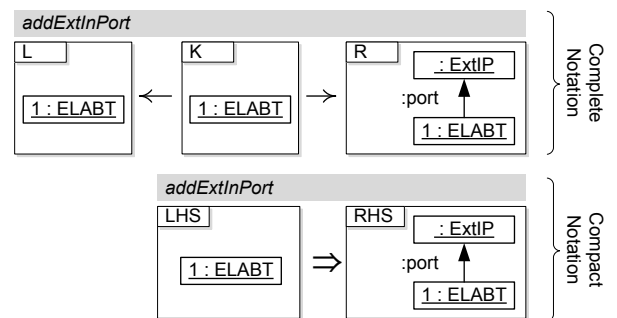 addExtInPort
L
K
R
1 : ELABT
1 : ELABT
: ExtIP
:port
1 : ELABT
Complete
Notation
addExtInPort
LHS
RHS
1 : ELABT
: ExtIP
:port
1 : ELABT
Compact
Notation